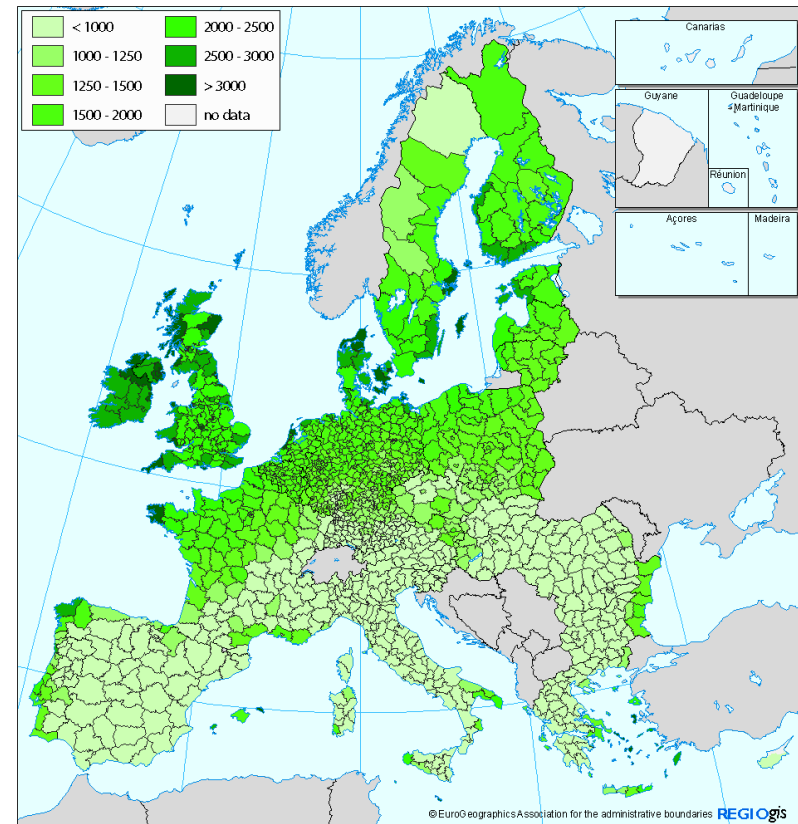 < 1000
2000 - 2500
1000 - 1250
2500 - 3000
1250 - 1500
> 3000
1500 - 2000
no data
Canarias
Guyane
Guadeloupe
Martinique
Réunion
Açores
Madeira
© EuroGeographics Association for the administrative boundaries REGIOgis